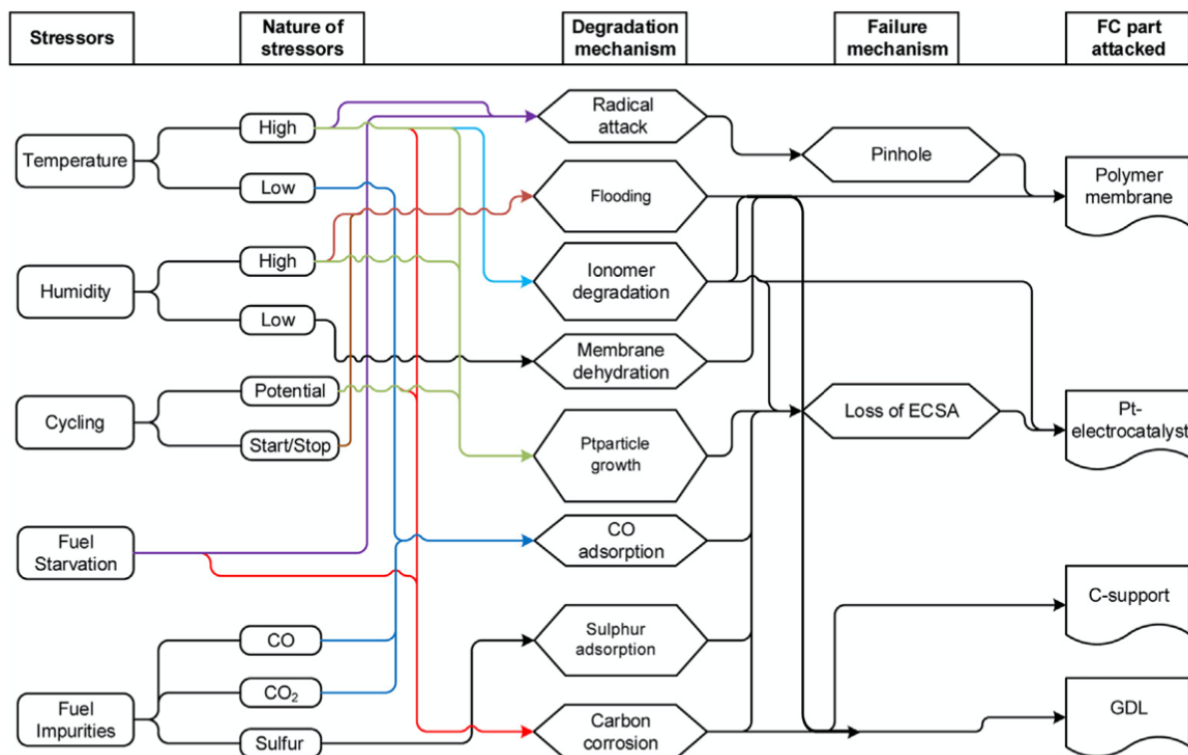 Stressors
Nature of
stressors
Degradation
mechanism
Failure
mechanism
FC part
attacked
Temperature
High
Low
Humidity
High
Low
Cycling
Potential
Start/Stop
Fuel
Starvation
Fuel
Impurities
CO
CO₂
Sulfur
Radical
attack
Flooding
Ionomer
degradation
Membrane
dehydration
Ptparticle
growth
CO
adsorption
Sulphur
adsorption
Carbon
corrosion
Pinhole
Loss of ECSA
Polymer
membrane
Pt-
electrocatalyst
C-support
GDL